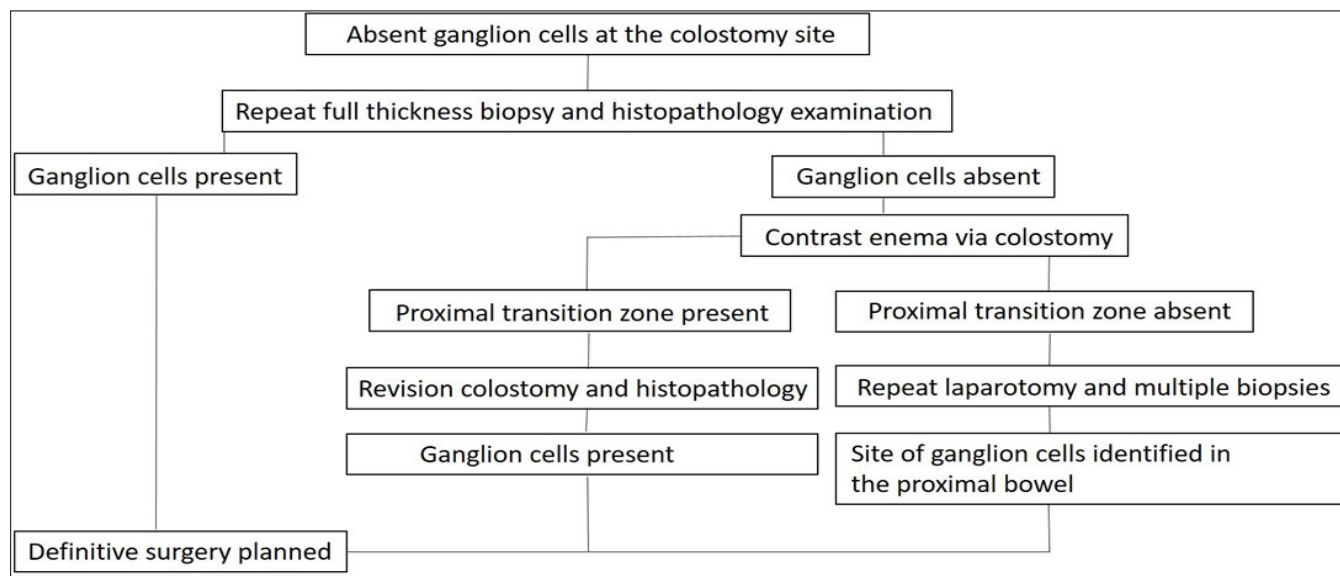 Absent ganglion cells at the colostomy site
Repeat full thickness biopsy and histopathology examination
Ganglion cells present
Ganglion cells absent
Contrast enema via colostomy
Proximal transition zone present
Proximal transition zone absent
Revision colostomy and histopathology
Repeat laparotomy and multiple biopsies
Ganglion cells present
Site of ganglion cells identified in
the proximal bowel
Definitive surgery planned